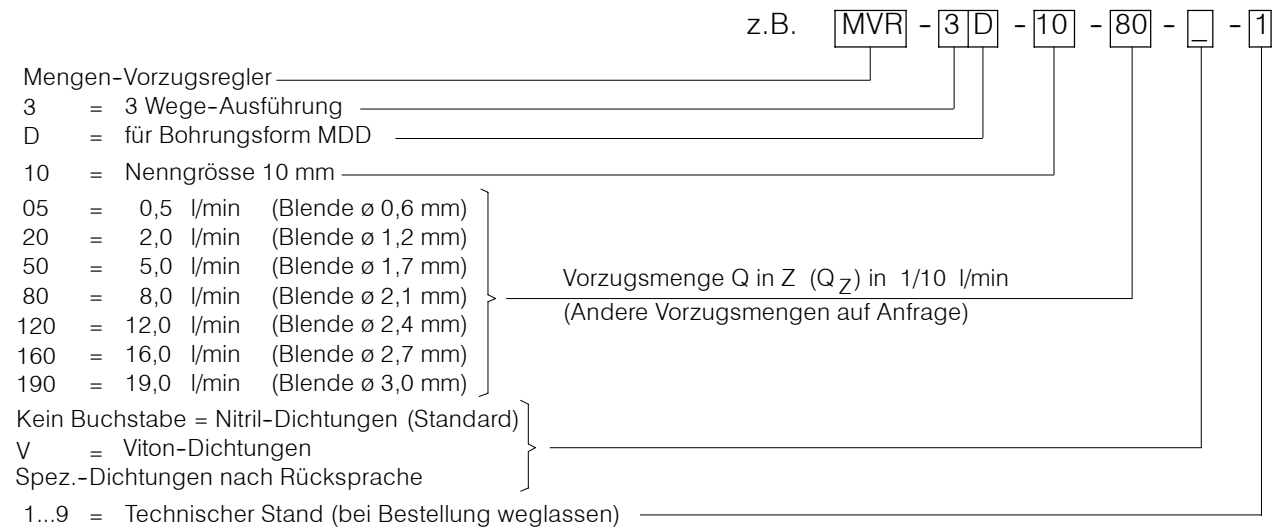 z.B. MVR - 3 D - 10 - 80 - _ - 1
Mengen-Vorzugsregler
3 = 3 Wege-Ausführung
D = für Bohrungsform MDD
10 = Nenngrösse 10 mm
05 = 0,5 l/min (Blende ø 0,6 mm)
20 = 2,0 l/min (Blende ø 1,2 mm)
50 = 5,0 l/min (Blende ø 1,7 mm)
80 = 8,0 l/min (Blende ø 2,1 mm)
120 = 12,0 l/min (Blende ø 2,4 mm)
160 = 16,0 l/min (Blende ø 2,7 mm)
190 = 19,0 l/min (Blende ø 3,0 mm)
Vorzugsmenge Q in Z (QZ) in 1/10 l/min
(Andere Vorzugsmengen auf Anfrage)
Kein Buchstabe = Nitril-Dichtungen (Standard)
V = Viton-Dichtungen
Spez.-Dichtungen nach Rücksprache
1...9 = Technischer Stand (bei Bestellung weglassen)